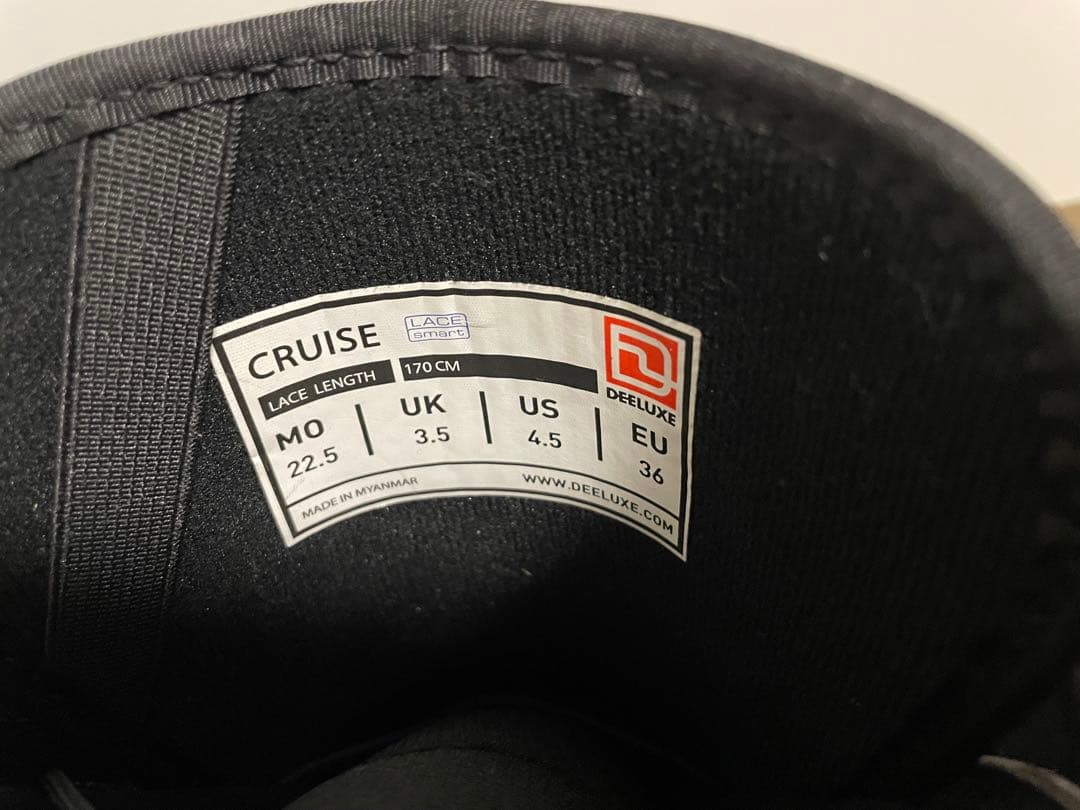 CRUISE LACE smart
LACE LENGTH 170 CM
DEELUXE
MO | UK | US | EU
22.5 3.5 4.5 36
MADE IN MYANMAR WWW.DEELUXE.COM